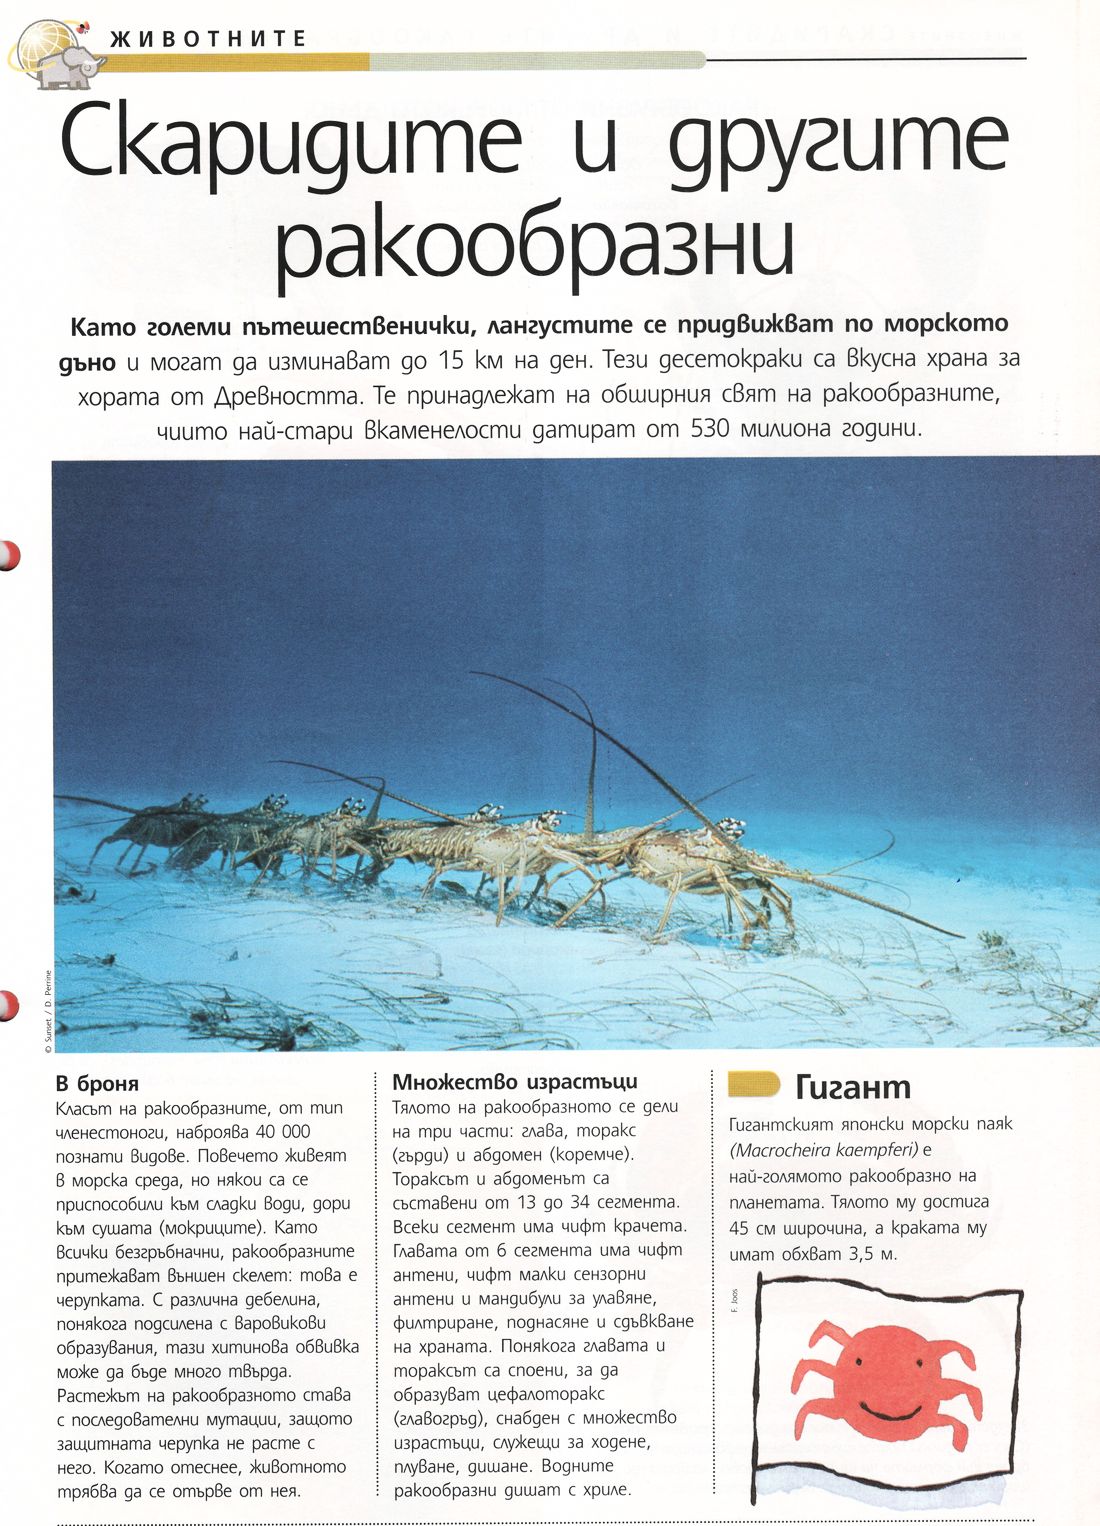 ЖИВОТНИТЕ
Скаридите и другите
ракообразни
Като големи пътешественички, лангустите се придвижват по морското
дъно и могат да изминават до 15 км на ден. Тези десетокраки са вкусна храна за
хората от Древността. Те принадлежат на обширния свят на ракообразните,
чиито най-стари вкаменелости датират от 530 милиона години.
© Sunset / D. Perrine
В броня
Класът на ракообразните, от тип
членестоноги, наброява 40 000
познати видове. Повечето живеят
в морска среда, но някои са се
приспособили към сладки води, дори
към сушата (мокриците). Като
всички безгръбначни, ракообразните
притежават външен скелет: това е
черупката. С различна дебелина,
понякога подсилена с варовикови
образувания, тази хитинова обвивка
може да бъде много твърда.
Растежът на ракообразното става
с последователни мутации, защото
защитната черупка не расте с
него. Когато отеснее, животното
трябва да се отърве от нея.
Множество израстъци
Тялото на ракообразното се дели
на три части: глава, торакс
(гърди) и абдомен (коремче).
Тораксът и абдоменът са
съставени от 13 до 34 сегмента.
Всеки сегмент има чифт крачета.
Главата от 6 сегмента има чифт
антени, чифт малки сензорни
антени и мандибули за улавяне,
филтриране, поднасяне и сдъвкване
на храната. Понякога главата и
тораксът са споени, за да
образуват цефалоторакс
(главогръд), снабден с множество
израстъци, служещи за ходене,
плуване, дишане. Водните
ракообразни дишат с хриле.
Гигант
Гигантският японски морски паяк
(Macrocheira kaempferi) е
най-голямото ракообразно на
планетата. Тялото му достига
45 см широчина, а краката му
имат обхват 3,5 м.
F. Joos